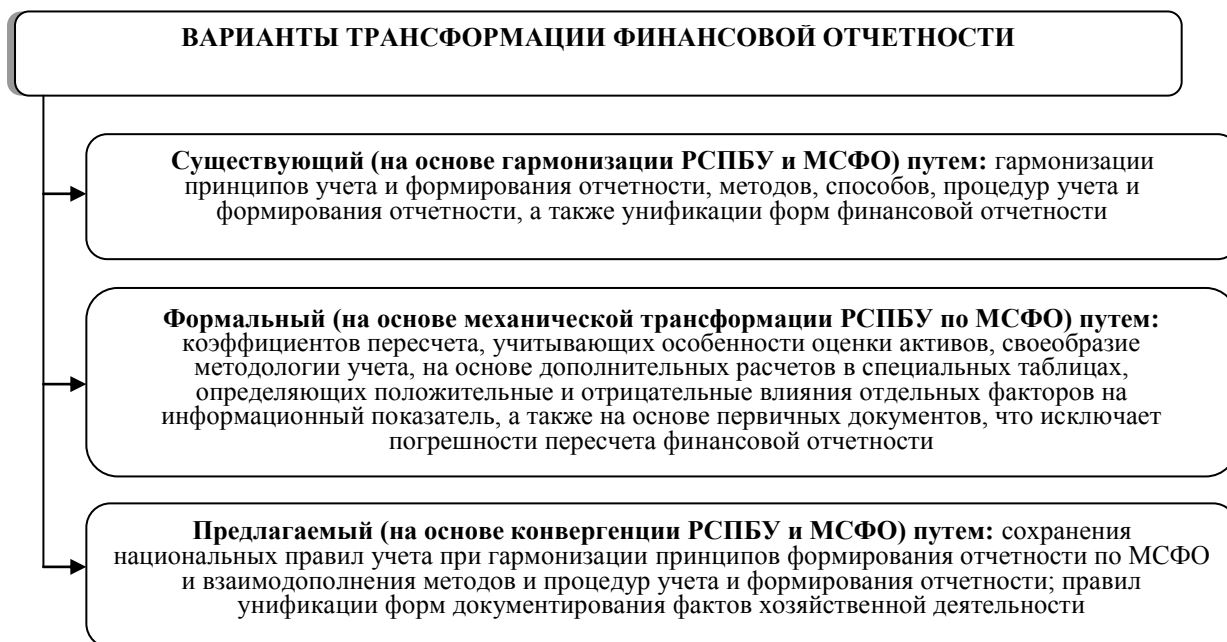 ВАРИАНТЫ ТРАНСФОРМАЦИИ ФИНАНСОВОЙ ОТЧЕТНОСТИ
Существующий (на основе гармонизации РСПБУ и МСФО) путем: гармонизации
принципов учета и формирования отчетности, методов, способов, процедур учета и
формирования отчетности, а также унификации форм финансовой отчетности
Формальный (на основе механической трансформации РСПБУ по МСФО) путем:
коэффициентов пересчета, учитывающих особенности оценки активов, своеобразие
методологии учета, на основе дополнительных расчетов в специальных таблицах,
определяющих положительные и отрицательные влияния отдельных факторов на
информационный показатель, а также на основе первичных документов, что исключает
погрешности пересчета финансовой отчетности
Предлагаемый (на основе конвергенции РСПБУ и МСФО) путем: сохранения
национальных правил учета при гармонизации принципов формирования отчетности по МСФО
и взаимодополнения методов и процедур учета и формирования отчетности; правил
унификации форм документирования фактов хозяйственной деятельности